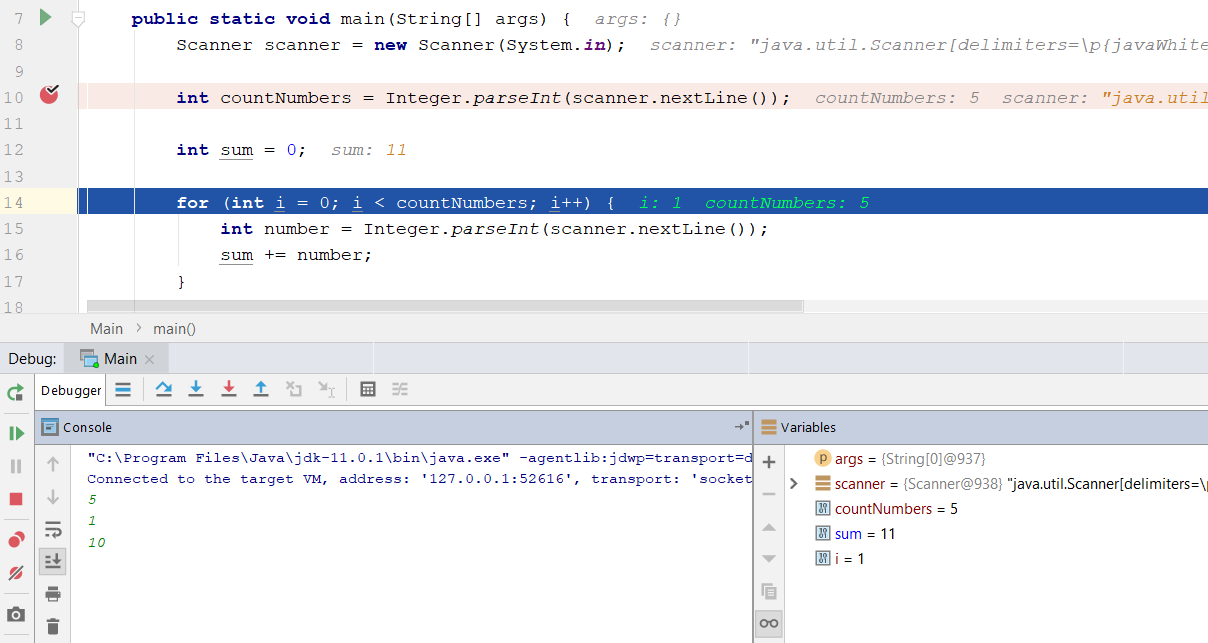 7 public static void main(String[] args) { args: {}
8 Scanner scanner = new Scanner(System.in); scanner: "java.util.Scanner[delimiters=\p{javaWhite
9
10 int countNumbers = Integer.parseInt(scanner.nextLine()); countNumbers: 5 scanner: "java.util
11
12 int sum = 0; sum: 11
13
14 for (int i = 0; i < countNumbers; i++) { i: 1 countNumbers: 5
15 int number = Integer.parseInt(scanner.nextLine());
16 sum += number;
17 }
18
Main > main()
Debug: Main
Debugger
Console
"C:\Program Files\Java\jdk-11.0.1\bin\java.exe" -agentlib:jdwp=transport=d
Connected to the target VM, address: '127.0.0.1:52616', transport: 'socket
5
1
10
Variables
p args = {String[0]@937}
scanner = {Scanner@938} "java.util.Scanner[delimiters=\p
countNumbers = 5
sum = 11
i = 1